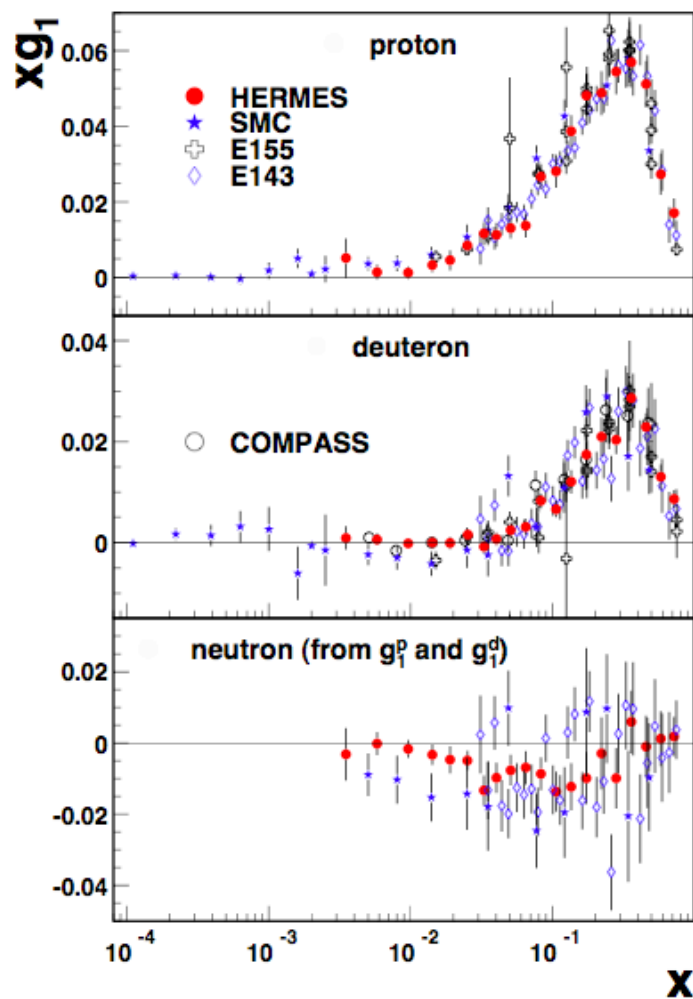 xg1
0.06
0.04
0.02
0
proton
HERMES
SMC
E155
E143
0.04
0.02
0
deuteron
COMPASS
0.02
0
-0.02
-0.04
neutron (from g1^p and g1^d)
10^-4 10^-3 10^-2 10^-1
x